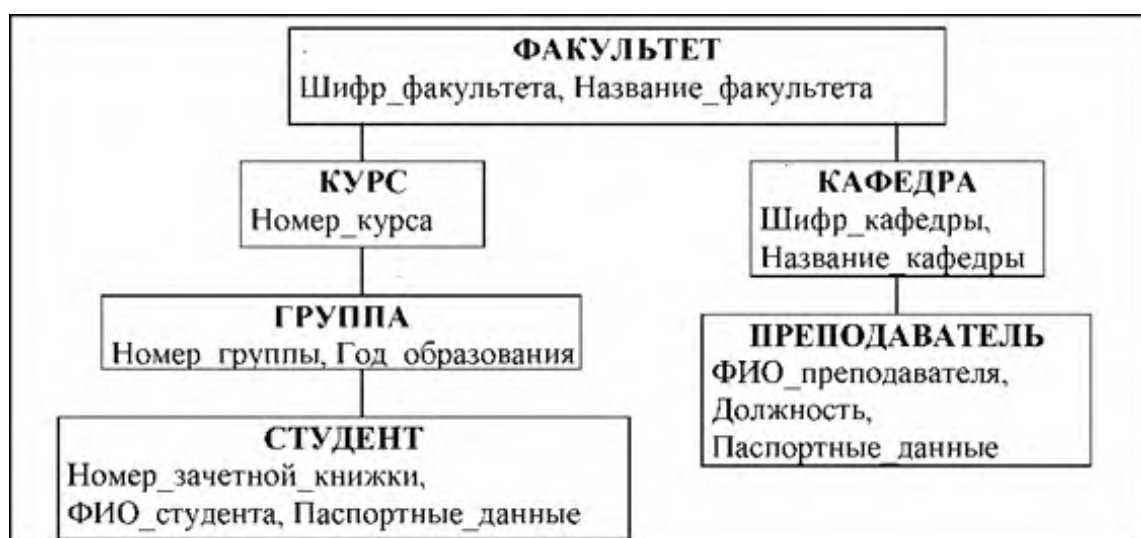 ФАКУЛЬТЕТ
Шифр_факультета, Название_факультета
КУРС
Номер_курса
ГРУППА
Номер_группы, Год_образования
СТУДЕНТ
Номер_зачетной_книжки,
ФИО_студента, Паспортные_данные
КАФЕДРА
Шифр_кафедры,
Название_кафедры
ПРЕПОДАВАТЕЛЬ
ФИО_преподавателя,
Должность,
Паспортные_данные